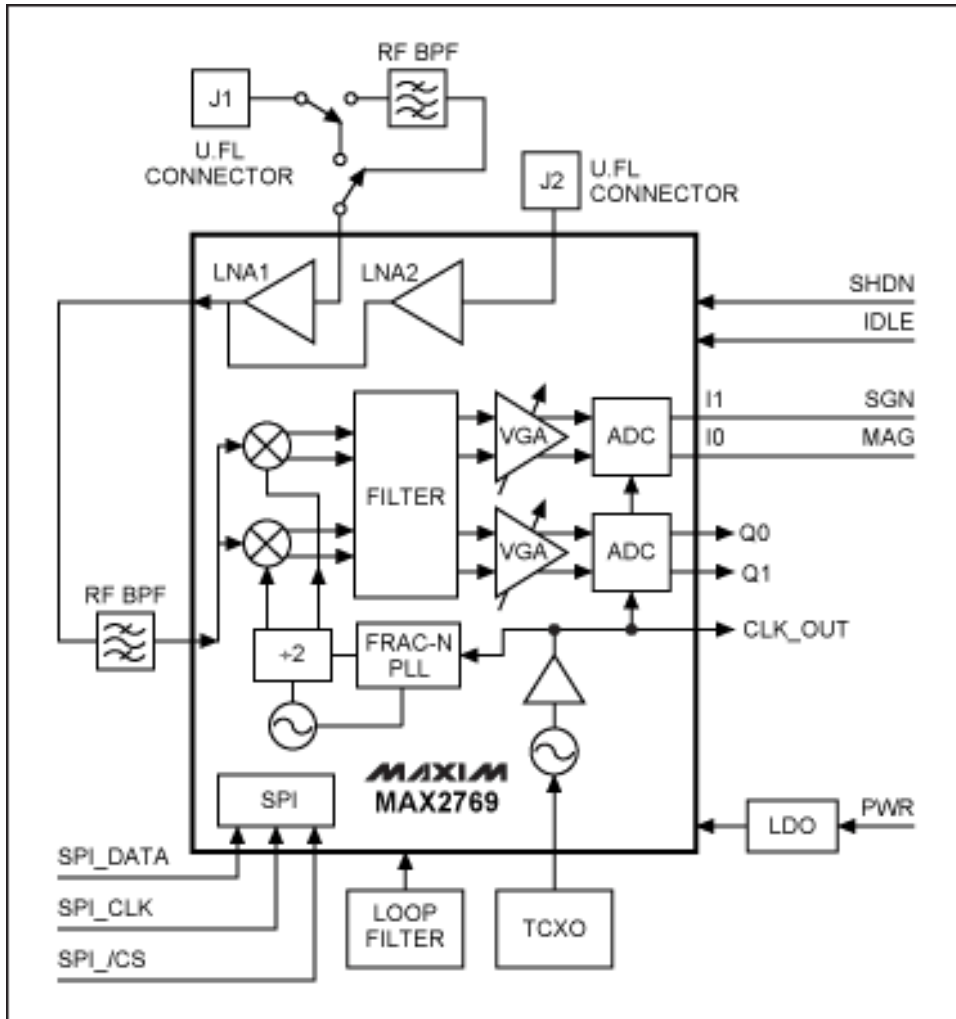 RF BPF
J1
U.FL
CONNECTOR
J2
U.FL
CONNECTOR
LNA1
LNA2
SHDN
IDLE
I1
SGN
I0
MAG
VGA
ADC
FILTER
VGA
ADC
Q0
Q1
RF BPF
÷2
FRAC-N
PLL
CLK_OUT
MAXIM
MAX2769
SPI
LDO
PWR
SPI_DATA
SPI_CLK
SPI_/CS
LOOP
FILTER
TCXO